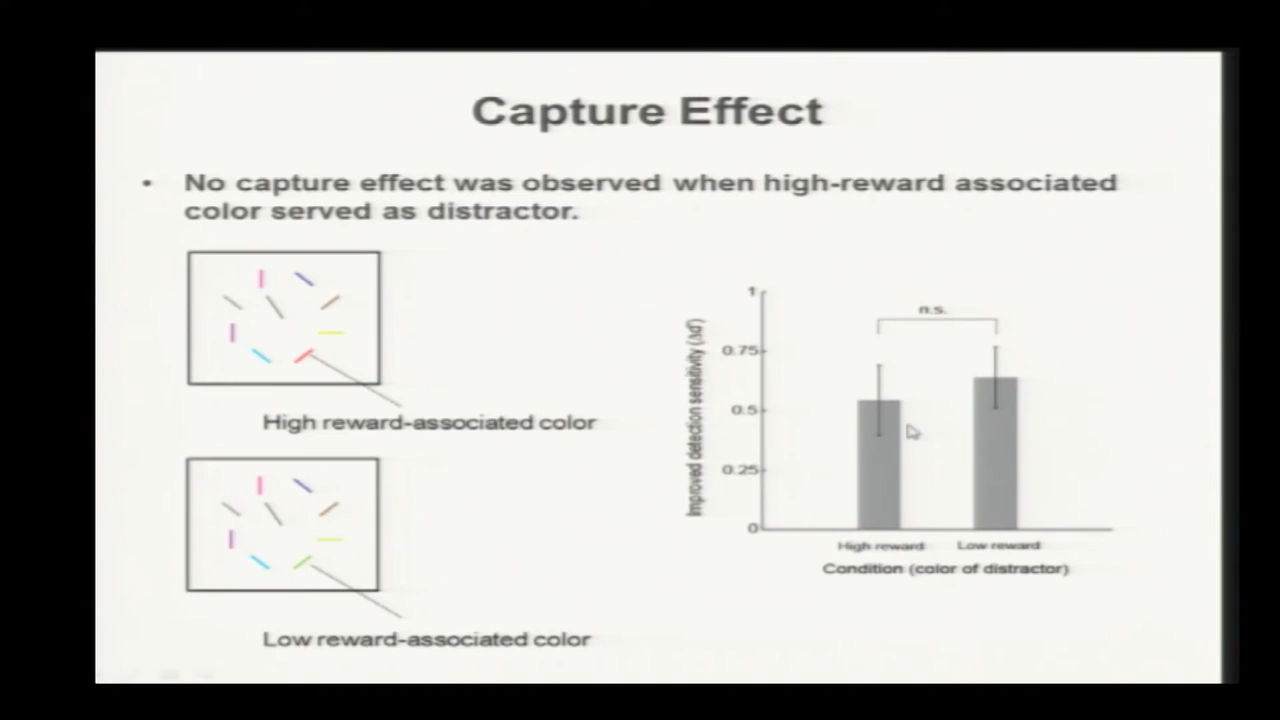 Capture Effect
• No capture effect was observed when high-reward associated
color served as distractor.
High reward-associated color
Low reward-associated color
Improved detection sensitivity (Δd')
1
0.75
0.5
0.25
0
n.s.
High reward
Low reward
Condition (color of distractor)